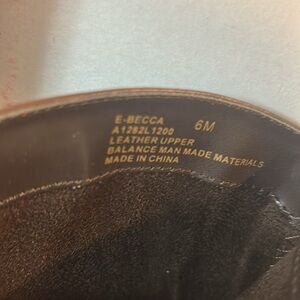 E-BECCA
A1282L1200 6M
LEATHER UPPER
BALANCE MAN MADE MATERIALS
MADE IN CHINA